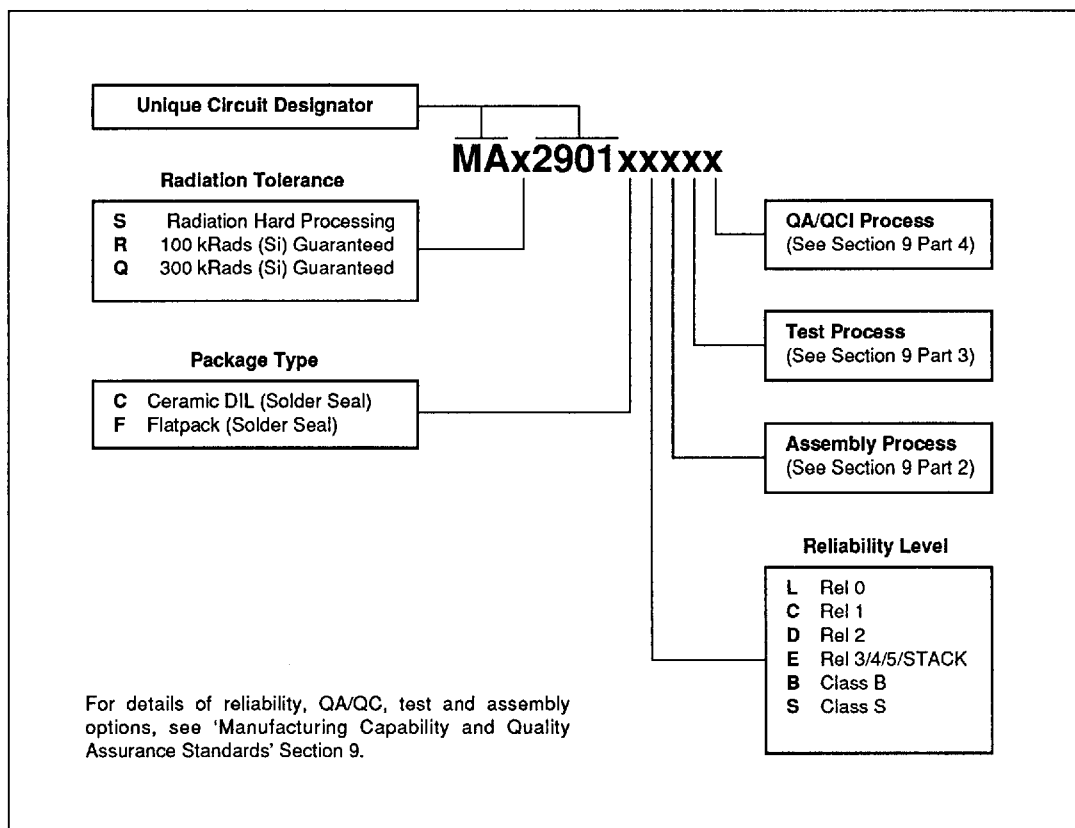 Unique Circuit Designator
MAx2901xxxxx
Radiation Tolerance
S Radiation Hard Processing
R 100 kRads (Si) Guaranteed
Q 300 kRads (Si) Guaranteed
Package Type
C Ceramic DIL (Solder Seal)
F Flatpack (Solder Seal)
QA/QCI Process
(See Section 9 Part 4)
Test Process
(See Section 9 Part 3)
Assembly Process
(See Section 9 Part 2)
Reliability Level
L Rel 0
C Rel 1
D Rel 2
E Rel 3/4/5/STACK
B Class B
S Class S
For details of reliability, QA/QC, test and assembly
options, see ‘Manufacturing Capability and Quality
Assurance Standards’ Section 9.